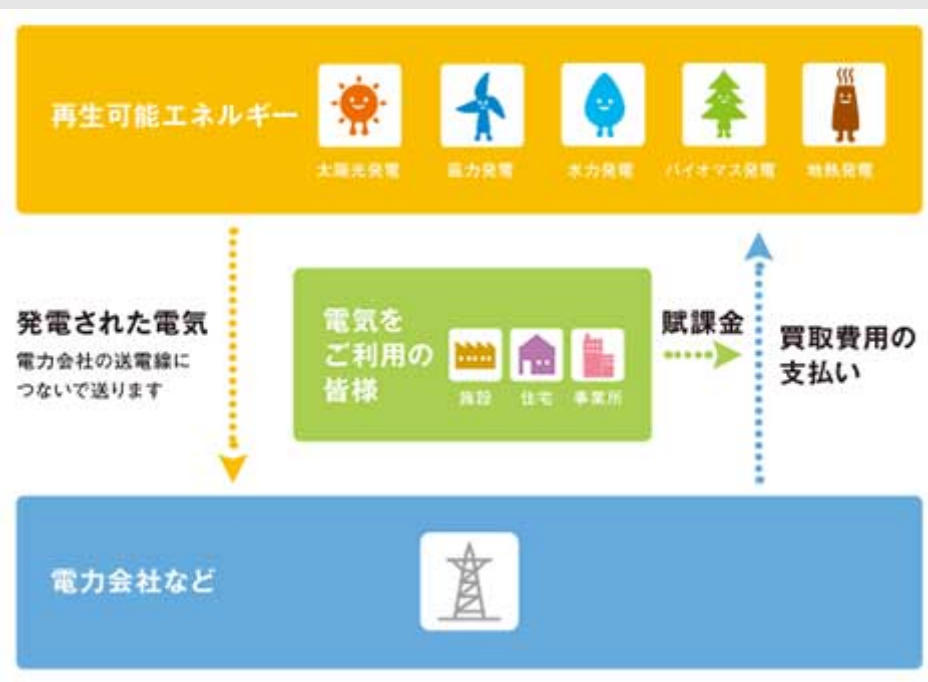 再生可能エネルギー
太陽光発電
風力発電
水力発電
バイオマス発電
地熱発電
発電された電気
電力会社の送電線に
つないで送ります
電気を
ご利用の
皆様
施設
住宅
事業所
賦課金
買取費用の
支払い
電力会社など